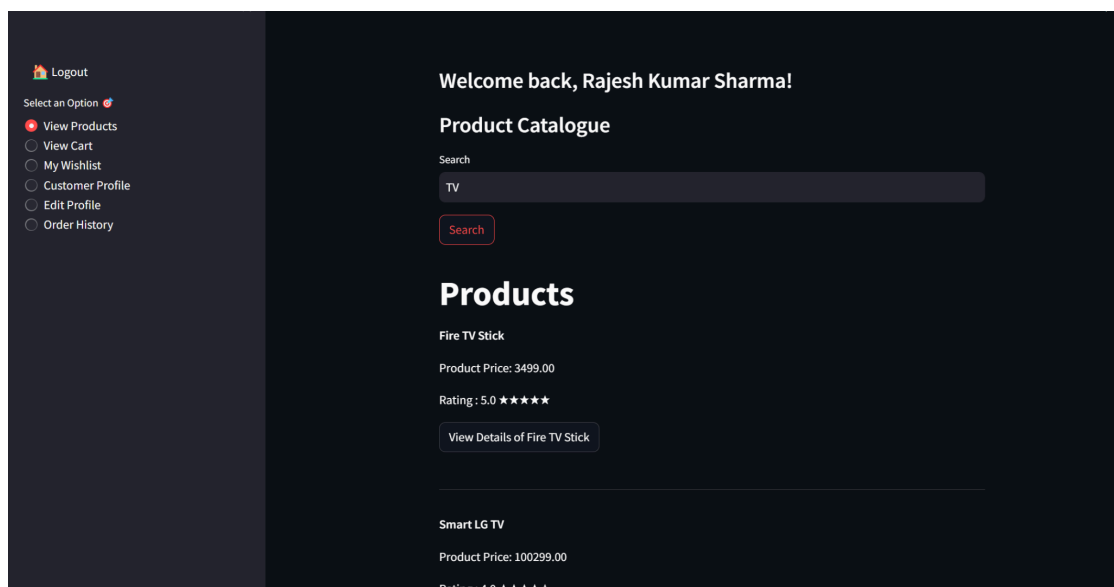 🏠 Logout
Select an Option 🎯
View Products
View Cart
My Wishlist
Customer Profile
Edit Profile
Order History
Welcome back, Rajesh Kumar Sharma!
Product Catalogue
Search
TV
Search
Products
Fire TV Stick
Product Price: 3499.00
Rating : 5.0 ★★★★★
View Details of Fire TV Stick
Smart LG TV
Product Price: 100299.00